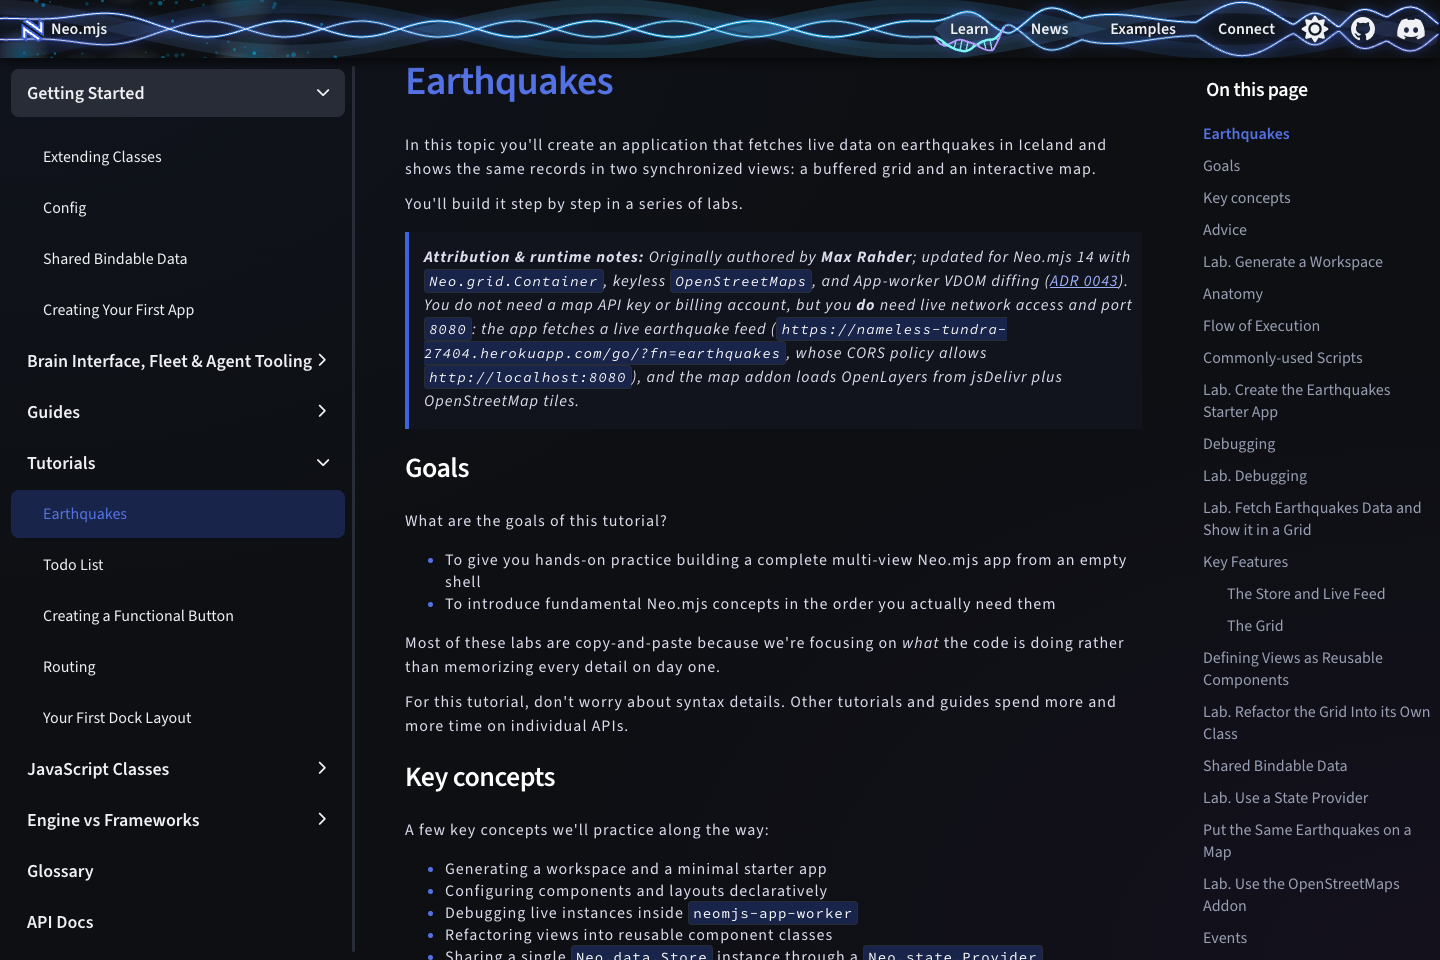 Neo.mjs
Learn
News
Examples
Connect
Getting Started
Extending Classes
Config
Shared Bindable Data
Creating Your First App
Brain Interface, Fleet & Agent Tooling
Guides
Tutorials
Earthquakes
Todo List
Creating a Functional Button
Routing
Your First Dock Layout
JavaScript Classes
Engine vs Frameworks
Glossary
API Docs
Earthquakes
In this topic you'll create an application that fetches live data on earthquakes in Iceland and
shows the same records in two synchronized views: a buffered grid and an interactive map.
You'll build it step by step in a series of labs.
Attribution & runtime notes: Originally authored by Max Rahder; updated for Neo.mjs 14 with
Neo.grid.Container, keyless OpenStreetMaps, and App-worker VDOM diffing (ADR 0043).
You do not need a map API key or billing account, but you do need live network access and port
8080: the app fetches a live earthquake feed (https://nameless-tundra-
27404.herokuapp.com/go/?fn=earthquakes, whose CORS policy allows
http://localhost:8080), and the map addon loads OpenLayers from jsDelivr plus
OpenStreetMap tiles.
Goals
What are the goals of this tutorial?
• To give you hands-on practice building a complete multi-view Neo.mjs app from an empty
shell
• To introduce fundamental Neo.mjs concepts in the order you actually need them
Most of these labs are copy-and-paste because we're focusing on what the code is doing rather
than memorizing every detail on day one.
For this tutorial, don't worry about syntax details. Other tutorials and guides spend more and
more time on individual APIs.
Key concepts
A few key concepts we'll practice along the way:
• Generating a workspace and a minimal starter app
• Configuring components and layouts declaratively
• Debugging live instances inside neomjs-app-worker
• Refactoring views into reusable component classes
• Sharing a single Neo.data.Store instance through a Neo.state.Provider
On this page
Earthquakes
Goals
Key concepts
Advice
Lab. Generate a Workspace
Anatomy
Flow of Execution
Commonly-used Scripts
Lab. Create the Earthquakes
Starter App
Debugging
Lab. Debugging
Lab. Fetch Earthquakes Data and
Show it in a Grid
Key Features
The Store and Live Feed
The Grid
Defining Views as Reusable
Components
Lab. Refactor the Grid Into its Own
Class
Shared Bindable Data
Lab. Use a State Provider
Put the Same Earthquakes on a
Map
Lab. Use the OpenStreetMaps
Addon
Events